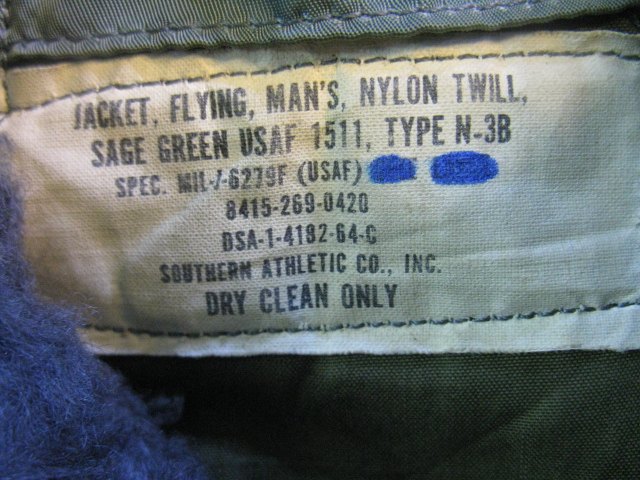 JACKET, FLYING, MAN'S, NYLON TWILL,
SAGE GREEN USAF 1511, TYPE N-3B
SPEC. MIL-J-6279F (USAF)
8415-269-0420
DSA-1-4182-64-C
SOUTHERN ATHLETIC CO., INC.
DRY CLEAN ONLY